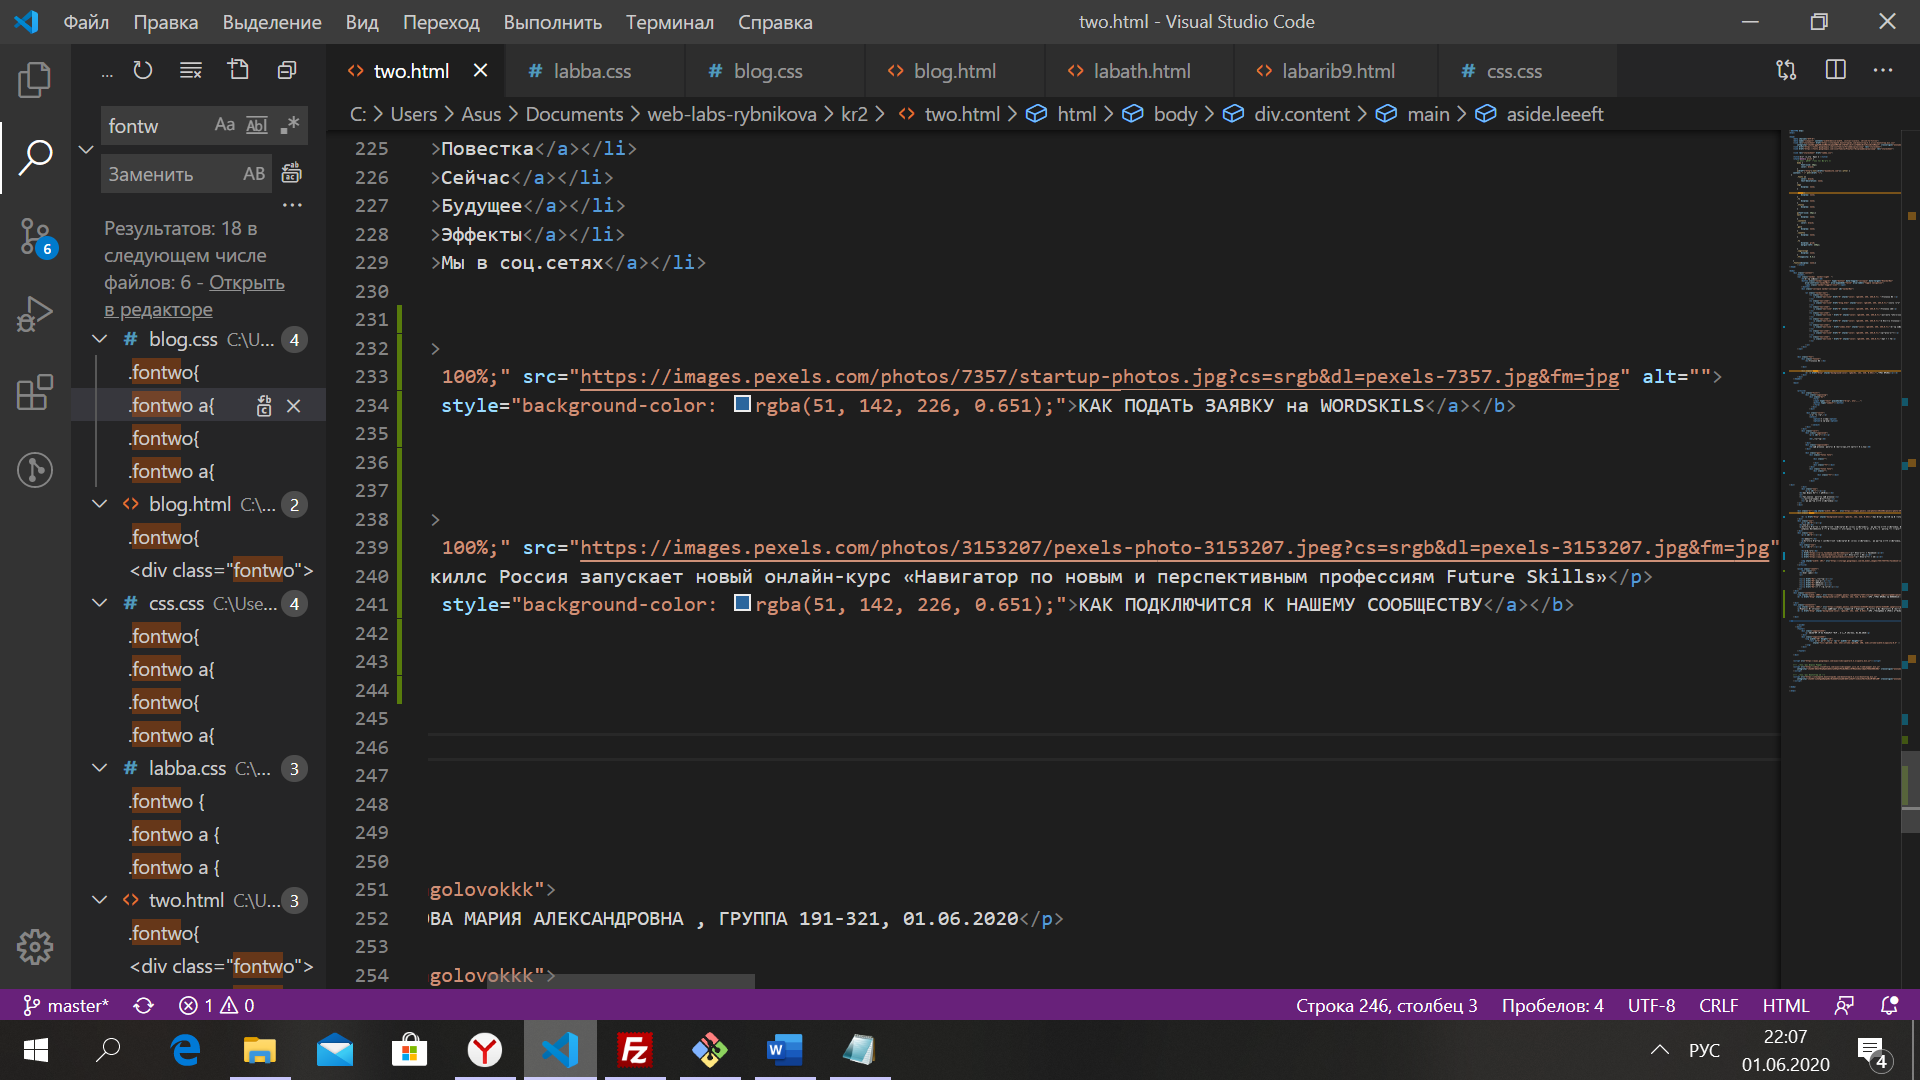 Файл Правка Выделение Вид Переход Выполнить Терминал Справка two.html - Visual Studio Code
two.html labba.css blog.css blog.html labath.html labarib9.html css.css
C: > Users > Asus > Documents > web-labs-rybnikova > kr2 > two.html > html > body > div.content > main > aside.leeeft
fontw Aa Abl .*
Заменить AB
Результатов: 18 в
следующем числе
файлов: 6 - Открыть
в редакторе
blog.css C:\U... 4
.fontwo{
.fontwo a{
.fontwo{
.fontwo a{
blog.html C:\... 2
.fontwo{
<div class="fontwo">
css.css C:\Use... 4
.fontwo{
.fontwo a{
.fontwo{
.fontwo a{
labba.css C:\... 3
.fontwo {
.fontwo a {
.fontwo a {
two.html C:\U... 3
.fontwo{
<div class="fontwo">
6
225 >Повестка</a></li>
226 >Сейчас</a></li>
227 >Будущее</a></li>
228 >Эффекты</a></li>
229 >Мы в соц.сетях</a></li>
230
231
232 >
233 100%;" src="https://images.pexels.com/photos/7357/startup-photos.jpg?cs=srgb&dl=pexels-7357.jpg&fm=jpg" alt="">
234 style="background-color: rgba(51, 142, 226, 0.651);">КАК ПОДАТЬ ЗАЯВКУ на WORDSKILS</a></b>
235
236
237
238 >
239 100%;" src="https://images.pexels.com/photos/3153207/pexels-photo-3153207.jpeg?cs=srgb&dl=pexels-3153207.jpg&fm=jpg"
240 киллс Россия запускает новый онлайн-курс «Навигатор по новым и перспективным профессиям Future Skills»</p>
241 style="background-color: rgba(51, 142, 226, 0.651);">КАК ПОДКЛЮЧИТСЯ К НАШЕМУ СООБЩЕСТВУ</a></b>
242
243
244
245
246
247
248
249
250
251 golovokkk">
252 ОВА МАРИЯ АЛЕКСАНДРОВНА , ГРУППА 191-321, 01.06.2020</p>
253
254 golovokkk">
master* 1 0 Строка 246, столбец 3 Пробелов: 4 UTF-8 CRLF HTML
РУС 22:07
01.06.2020 4